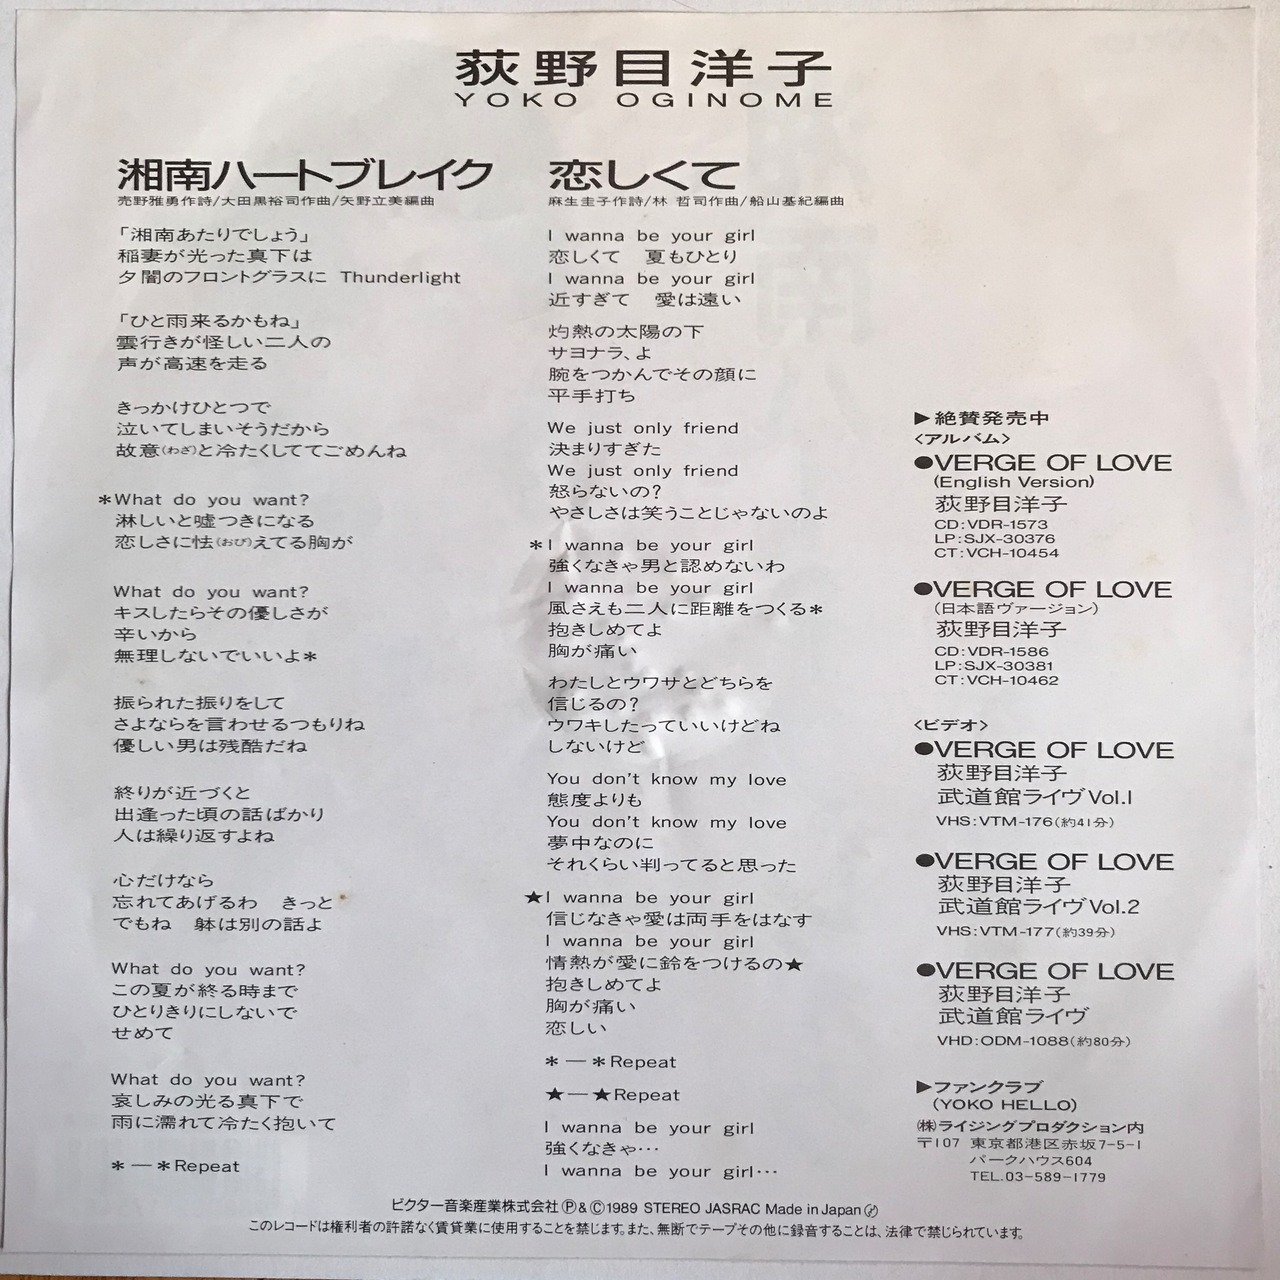 荻野目洋子
YOKO OGINOME
湘南ハートブレイク
売野雅勇作詩/大田黒裕司作曲/矢野立美編曲
「湘南あたりでしょう」
稲妻が光った真下は
夕闇のフロントグラスに Thunderlight
「ひと雨来るかもね」
雲行きが怪しい二人の
声が高速を走る
きっかけひとつで
泣いてしまいそうだから
故意(わざ)と冷たくしててごめんね
*What do you want?
淋しいと嘘つきになる
恋しさに怯(おび)えてる胸が
What do you want?
キスしたらその優しさが
辛いから
無理しないでいいよ*
振られた振りをして
さよならを言わせるつもりね
優しい男は残酷だね
終りが近づくと
出逢った頃の話ばかり
人は繰り返すよね
心だけなら
忘れてあげるわ きっと
でもね 躰は別の話よ
What do you want?
この夏が終る時まで
ひとりきりにしないで
せめて
What do you want?
哀しみの光る真下で
雨に濡れて冷たく抱いて
*―*Repeat
恋しくて
麻生圭子作詩/林 哲司作曲/船山基紀編曲
I wanna be your girl
恋しくて 夏もひとり
I wanna be your girl
近すぎて 愛は遠い
灼熱の太陽の下
サヨナラ、よ
腕をつかんでその顔に
平手打ち
We just only friend
決まりすぎた
We just only friend
怒らないの?
やさしさは笑うことじゃないのよ
*I wanna be your girl
強くなきゃ男と認めないわ
I wanna be your girl
風さえも二人に距離をつくる*
抱きしめてよ
胸が痛い
わたしとウワサとどちらを
信じるの?
ウワキしたっていいけどね
しないけど
You don't know my love
態度よりも
You don't know my love
夢中なのに
それくらい判ってると思った
★I wanna be your girl
信じなきゃ愛は両手をはなす
I wanna be your girl
情熱が愛に鈴をつけるの★
抱きしめてよ
胸が痛い
恋しい
*―*Repeat
★―★Repeat
I wanna be your girl
強くなきゃ…
I wanna be your girl…
▶絶賛発売中
<アルバム>
●VERGE OF LOVE
(English Version)
荻野目洋子
CD:VDR-1573
LP:SJX-30376
CT:VCH-10454
●VERGE OF LOVE
(日本語ヴァージョン)
荻野目洋子
CD:VDR-1586
LP:SJX-30381
CT:VCH-10462
<ビデオ>
●VERGE OF LOVE
荻野目洋子
武道館ライヴVol.1
VHS:VTM-176(約41分)
●VERGE OF LOVE
荻野目洋子
武道館ライヴVol.2
VHS:VTM-177(約39分)
●VERGE OF LOVE
荻野目洋子
武道館ライヴ
VHD:ODM-1088(約80分)
▶ファンクラブ
(YOKO HELLO)
㈱ライジングプロダクション内
〒107 東京都港区赤坂7-5-1
パークハウス604
TEL.03-589-1779
ビクター音楽産業株式会社Ⓟ&Ⓒ1989 STEREO JASRAC Made in Japan
このレコードは権利者の許諾なく賃貸業に使用することを禁じます。また、無断でテープその他に録音することは、法律で禁じられています。